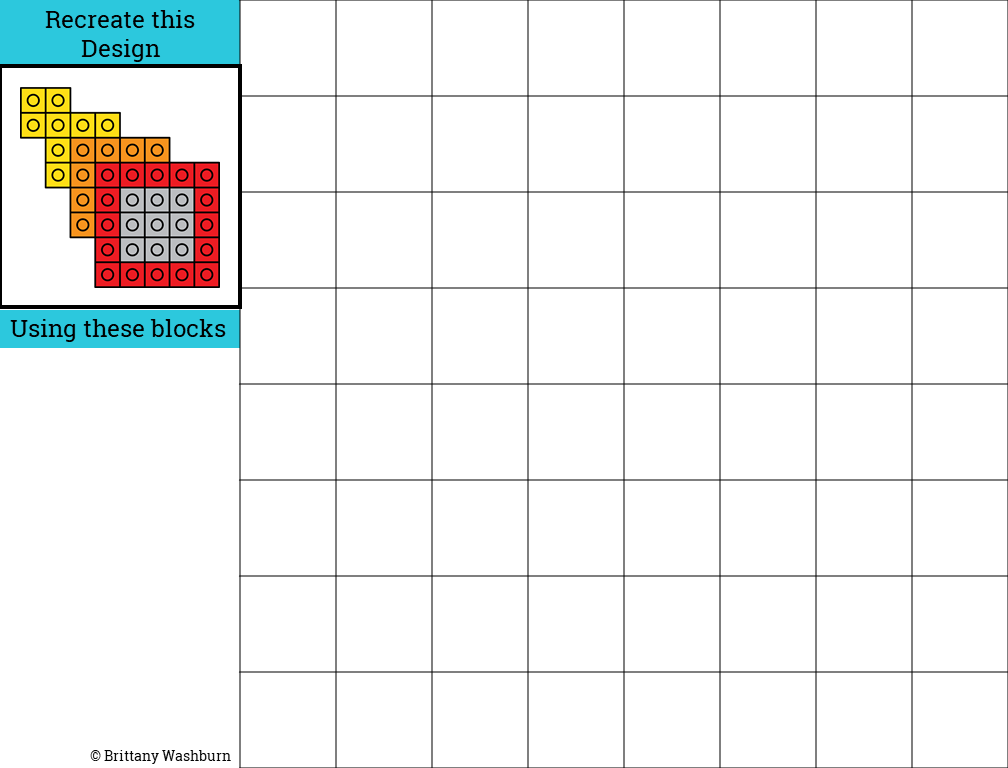 Recreate this
Design
Using these blocks
© Brittany Washburn